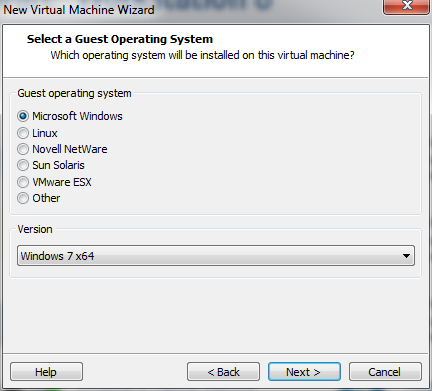 New Virtual Machine Wizard
Select a Guest Operating System
Which operating system will be installed on this virtual machine?
Guest operating system
Microsoft Windows
Linux
Novell NetWare
Sun Solaris
VMware ESX
Other
Version
Windows 7 x64
Help
< Back
Next >
Cancel